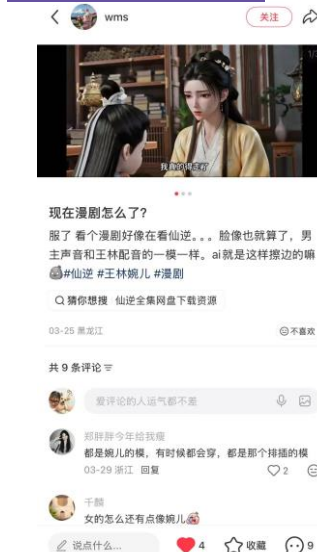 wms
关注
1/3
我真的得走了
现在漫剧怎么了?
服了 看个漫剧好像在看仙逆。。。脸像也就算了，男
主声音和王林配音的一模一样。ai就是这样擦边的嘛
#仙逆 #王林婉儿 #漫剧
猜你想搜 仙逆全集网盘下载资源
03-25 黑龙江
不喜欢
共 9 条评论
爱评论的人运气都不差
郑胖胖今年给我瘦
都是婉儿的模，有时候都会穿，都是那个排插的模
03-29 浙江 回复
2
千麟
女的怎么还有点像婉儿
说点什么...
4
收藏
9